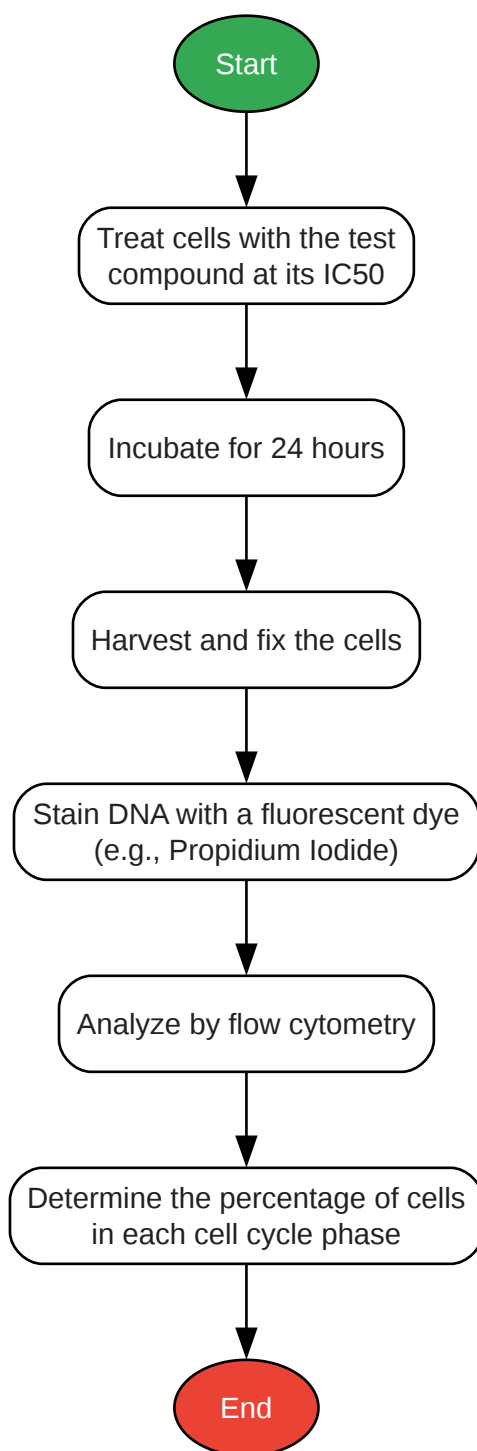 Start
Treat cells with the test
compound at its IC50
Incubate for 24 hours
Harvest and fix the cells
Stain DNA with a fluorescent dye
(e.g., Propidium Iodide)
Analyze by flow cytometry
Determine the percentage of cells
in each cell cycle phase
End